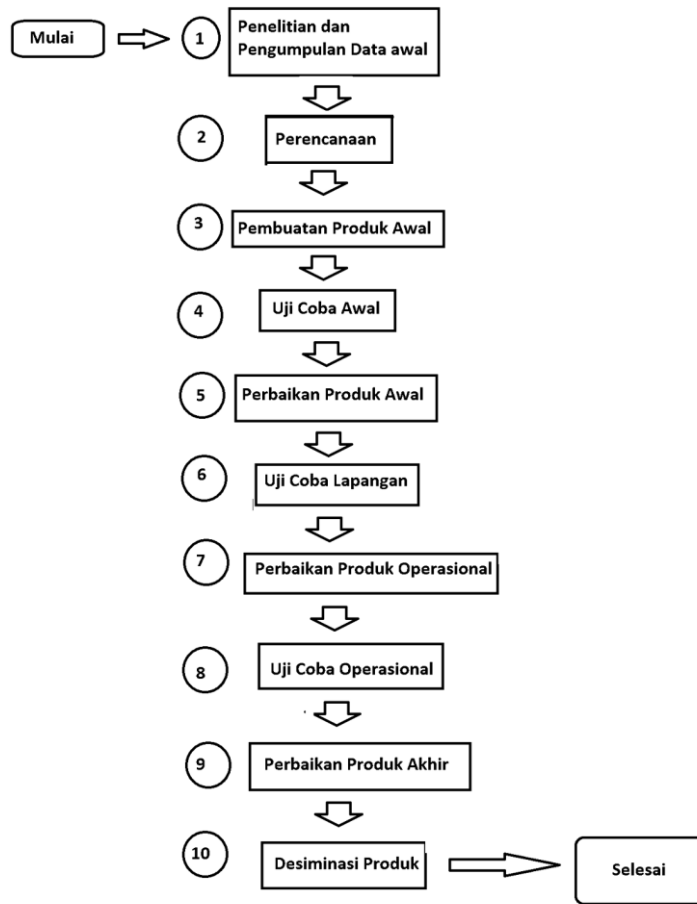 Mulai
1
Penelitian dan
Pengumpulan Data awal
2
Perencanaan
3
Pembuatan Produk Awal
4
Uji Coba Awal
5
Perbaikan Produk Awal
6
Uji Coba Lapangan
7
Perbaikan Produk Operasional
8
Uji Coba Operasional
9
Perbaikan Produk Akhir
10
Desiminasi Produk
Selesai